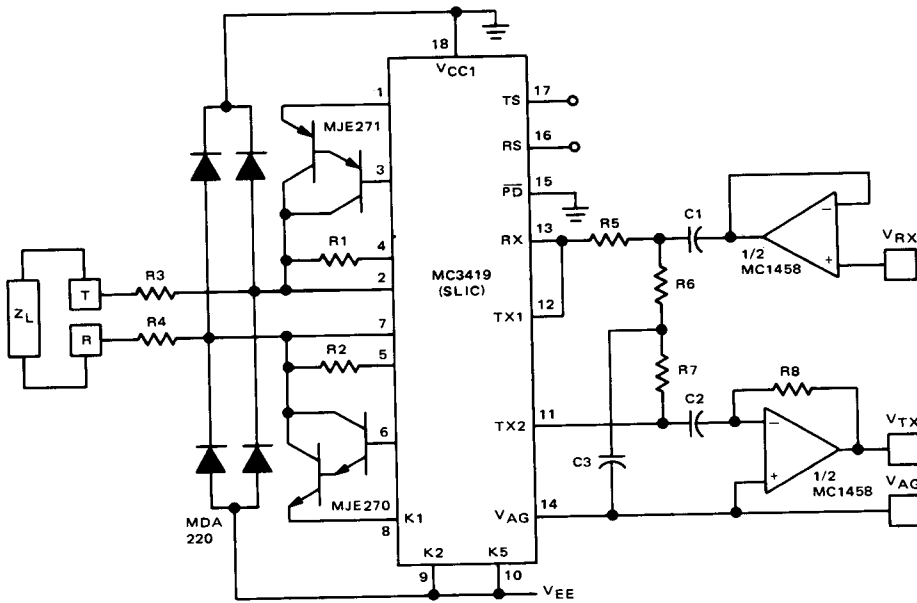 18
VCC1
1
TS
17
MJE271
RS
16
3
PD
15
RX
13
R5
C1
−
+
1/2
MC1458
VRX
R1
4
MC3419
(SLIC)
2
R6
TX1
12
ZL
T
R3
R
R4
7
R2
5
R7
R8
C2
TX2
11
−
+
VTX
6
C3
1/2
MC1458
VAG
MJE270
VAG
14
MDA
220
K1
8
K2
K5
9
10
VEE